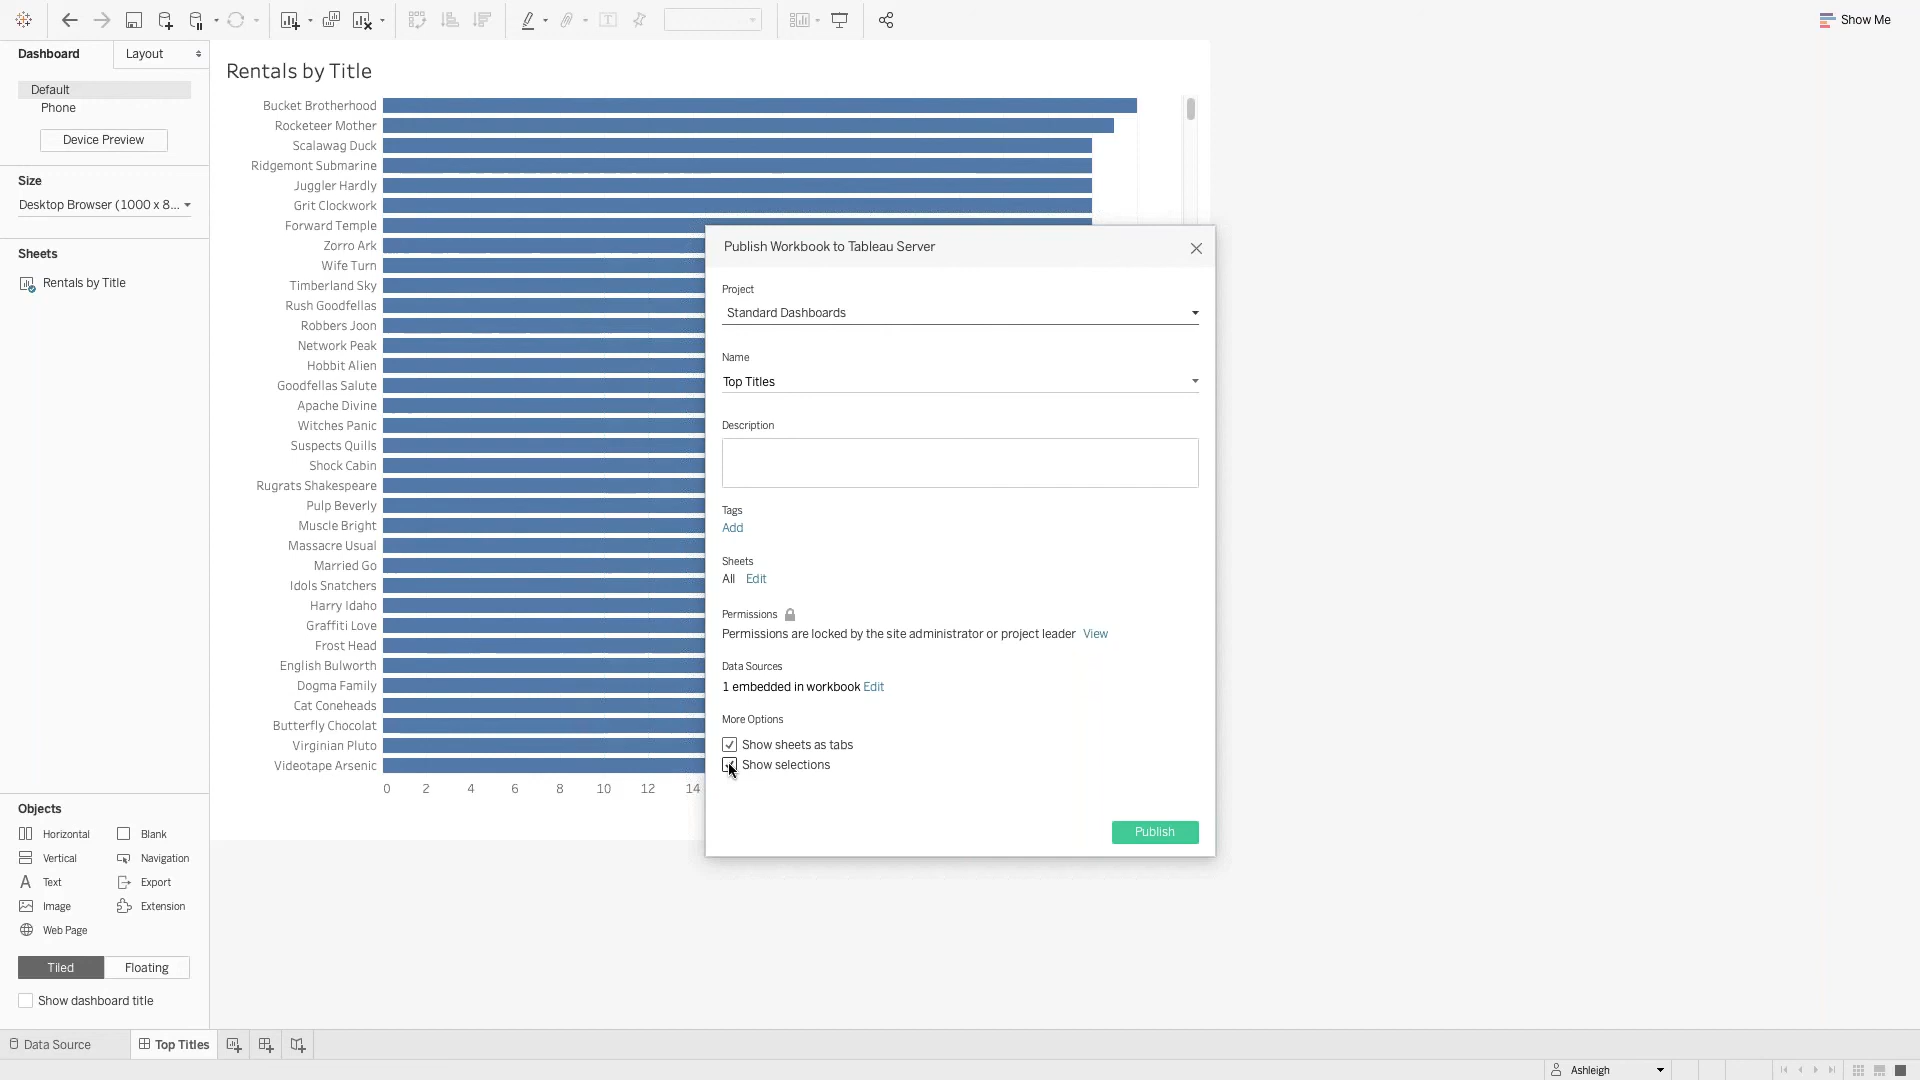 Show Me
Dashboard
Layout
Default
Phone
Device Preview
Size
Desktop Browser (1000 x 8...
Sheets
Rentals by Title
Rentals by Title
Bucket Brotherhood
Rocketeer Mother
Scalawag Duck
Ridgemont Submarine
Juggler Hardly
Grit Clockwork
Forward Temple
Zorro Ark
Wife Turn
Timberland Sky
Rush Goodfellas
Robbers Joon
Network Peak
Hobbit Alien
Goodfellas Salute
Apache Divine
Witches Panic
Suspects Quills
Shock Cabin
Rugrats Shakespeare
Pulp Beverly
Muscle Bright
Massacre Usual
Married Go
Idols Snatchers
Harry Idaho
Graffiti Love
Frost Head
English Bulworth
Dogma Family
Cat Coneheads
Butterfly Chocolat
Virginian Pluto
Videotape Arsenic
0 2 4 6 8 10 12 14
Publish Workbook to Tableau Server
Project
Standard Dashboards
Name
Top Titles
Description
Tags
Add
Sheets
All Edit
Permissions
Permissions are locked by the site administrator or project leader View
Data Sources
1 embedded in workbook Edit
More Options
Show sheets as tabs
Show selections
Publish
Objects
Horizontal Blank
Vertical Navigation
Text Export
Image Extension
Web Page
Tiled Floating
Show dashboard title
Data Source Top Titles
Ashleigh